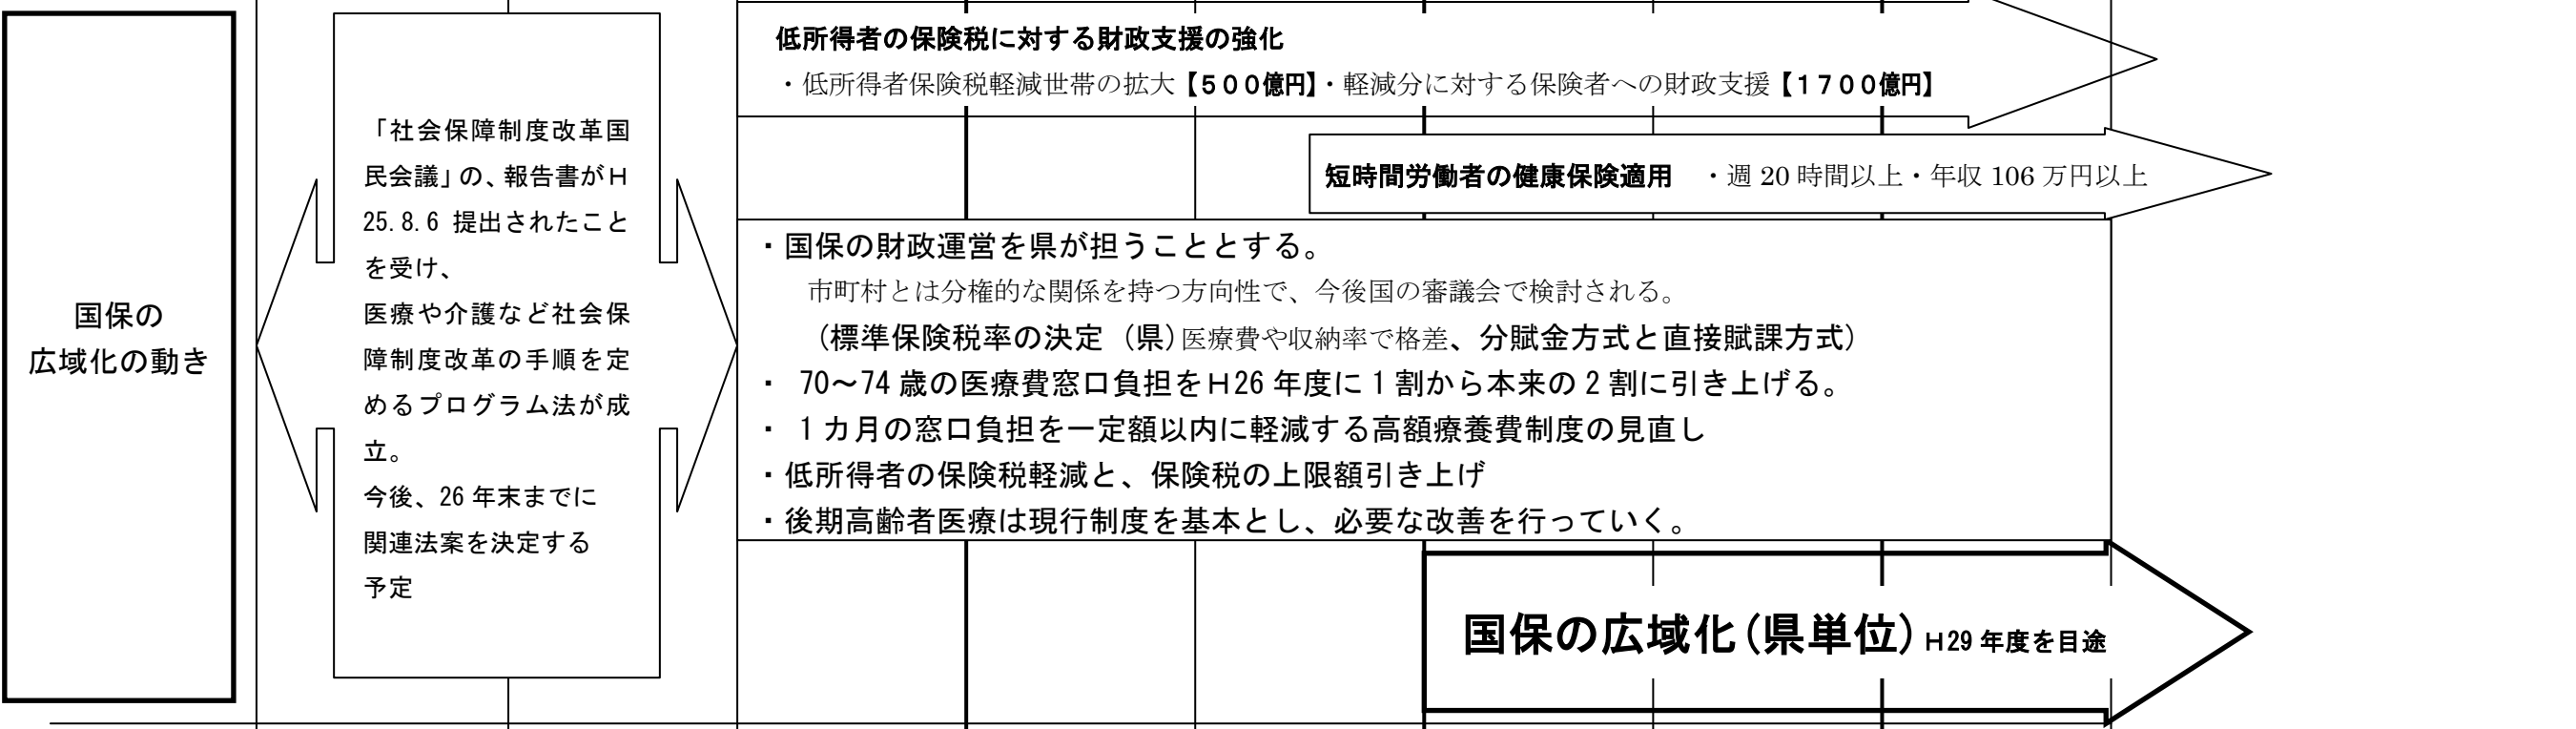 国保の
広域化の動き
「社会保障制度改革国
民会議」の、報告書がH
25.8.6 提出されたこと
を受け、
医療や介護など社会保
障制度改革の手順を定
めるプログラム法が成
立。
今後、26 年末までに
関連法案を決定する
予定
低所得者の保険税に対する財政支援の強化
・低所得者保険税軽減世帯の拡大【500億円】・軽減分に対する保険者への財政支援【1700億円】
短時間労働者の健康保険適用　・週 20 時間以上・年収 106 万円以上
・国保の財政運営を県が担うこととする。
市町村とは分権的な関係を持つ方向性で、今後国の審議会で検討される。
（標準保険税率の決定（県）医療費や収納率で格差、分賦金方式と直接賦課方式）
・ 70～74 歳の医療費窓口負担をH26 年度に 1 割から本来の 2 割に引き上げる。
・ 1 カ月の窓口負担を一定額以内に軽減する高額療養費制度の見直し
・低所得者の保険税軽減と、保険税の上限額引き上げ
・後期高齢者医療は現行制度を基本とし、必要な改善を行っていく。
国保の広域化（県単位）H29 年度を目途